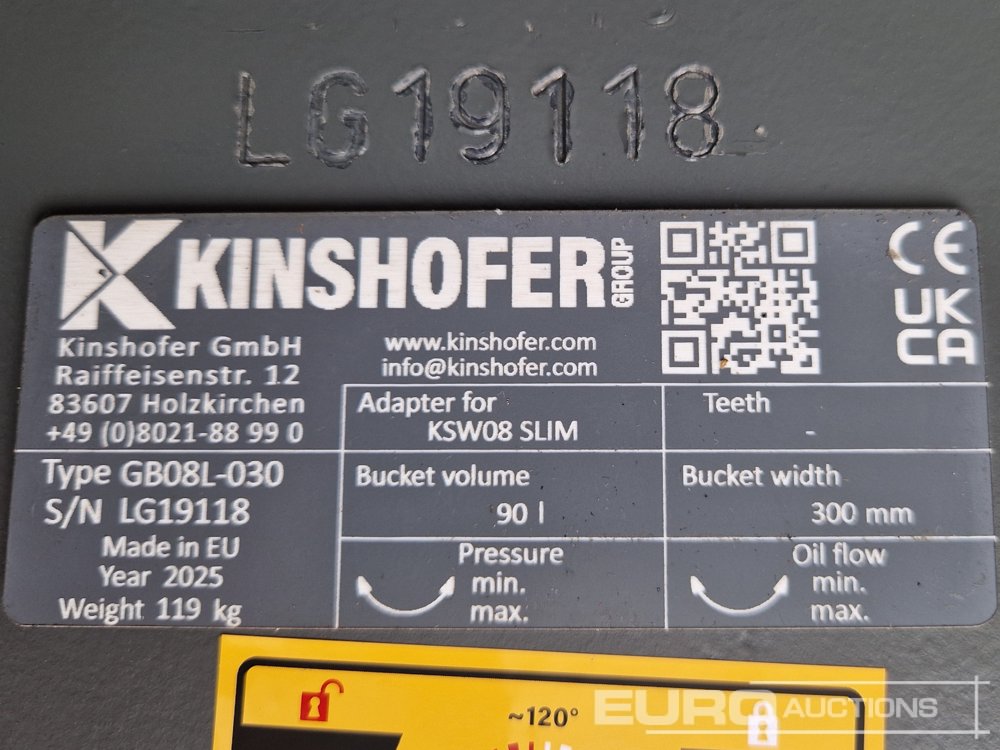 LG19118
KINSHOFER GROUP
Kinshofer GmbH
Raiffeisenstr. 12
83607 Holzkirchen
+49 (0)8021-88 99 0
www.kinshofer.com
info@kinshofer.com
CE
UK
CA
Adapter for
KSW08 SLIM
Teeth
-
Type GB08L-030
S/N LG19118
Made in EU
Year 2025
Weight 119 kg
Bucket volume
90 l
Bucket width
300 mm
Pressure
min.
max.
Oil flow
min.
max.
~120°
EURO AUCTIONS